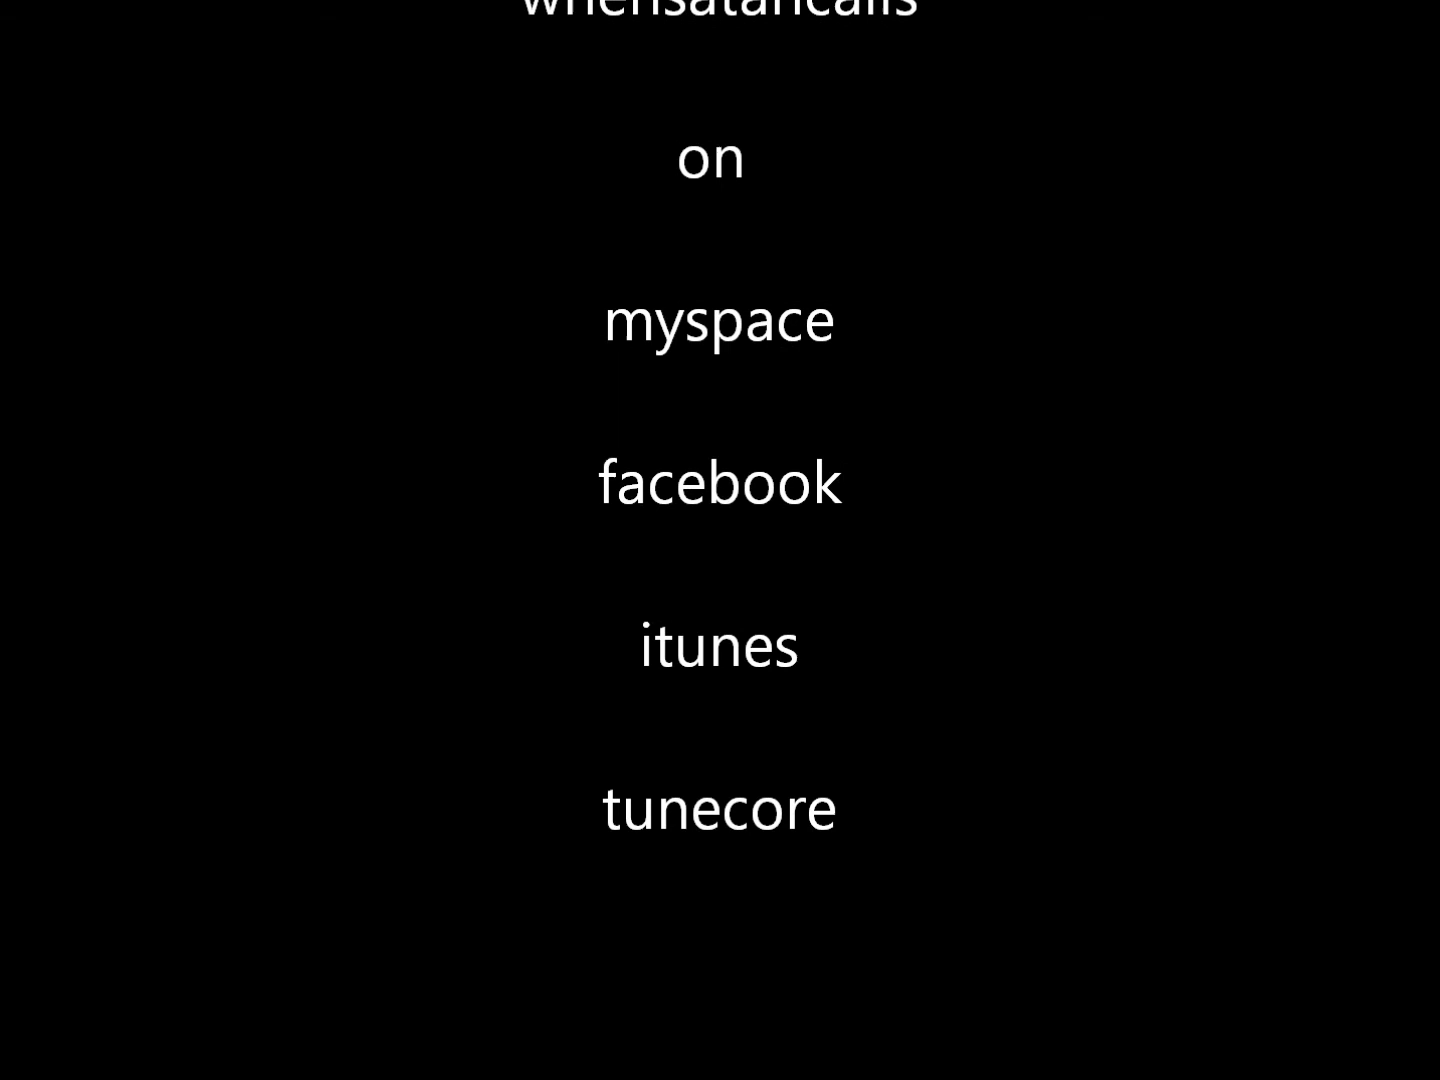 whensatancalls
on
myspace
facebook
itunes
tunecore